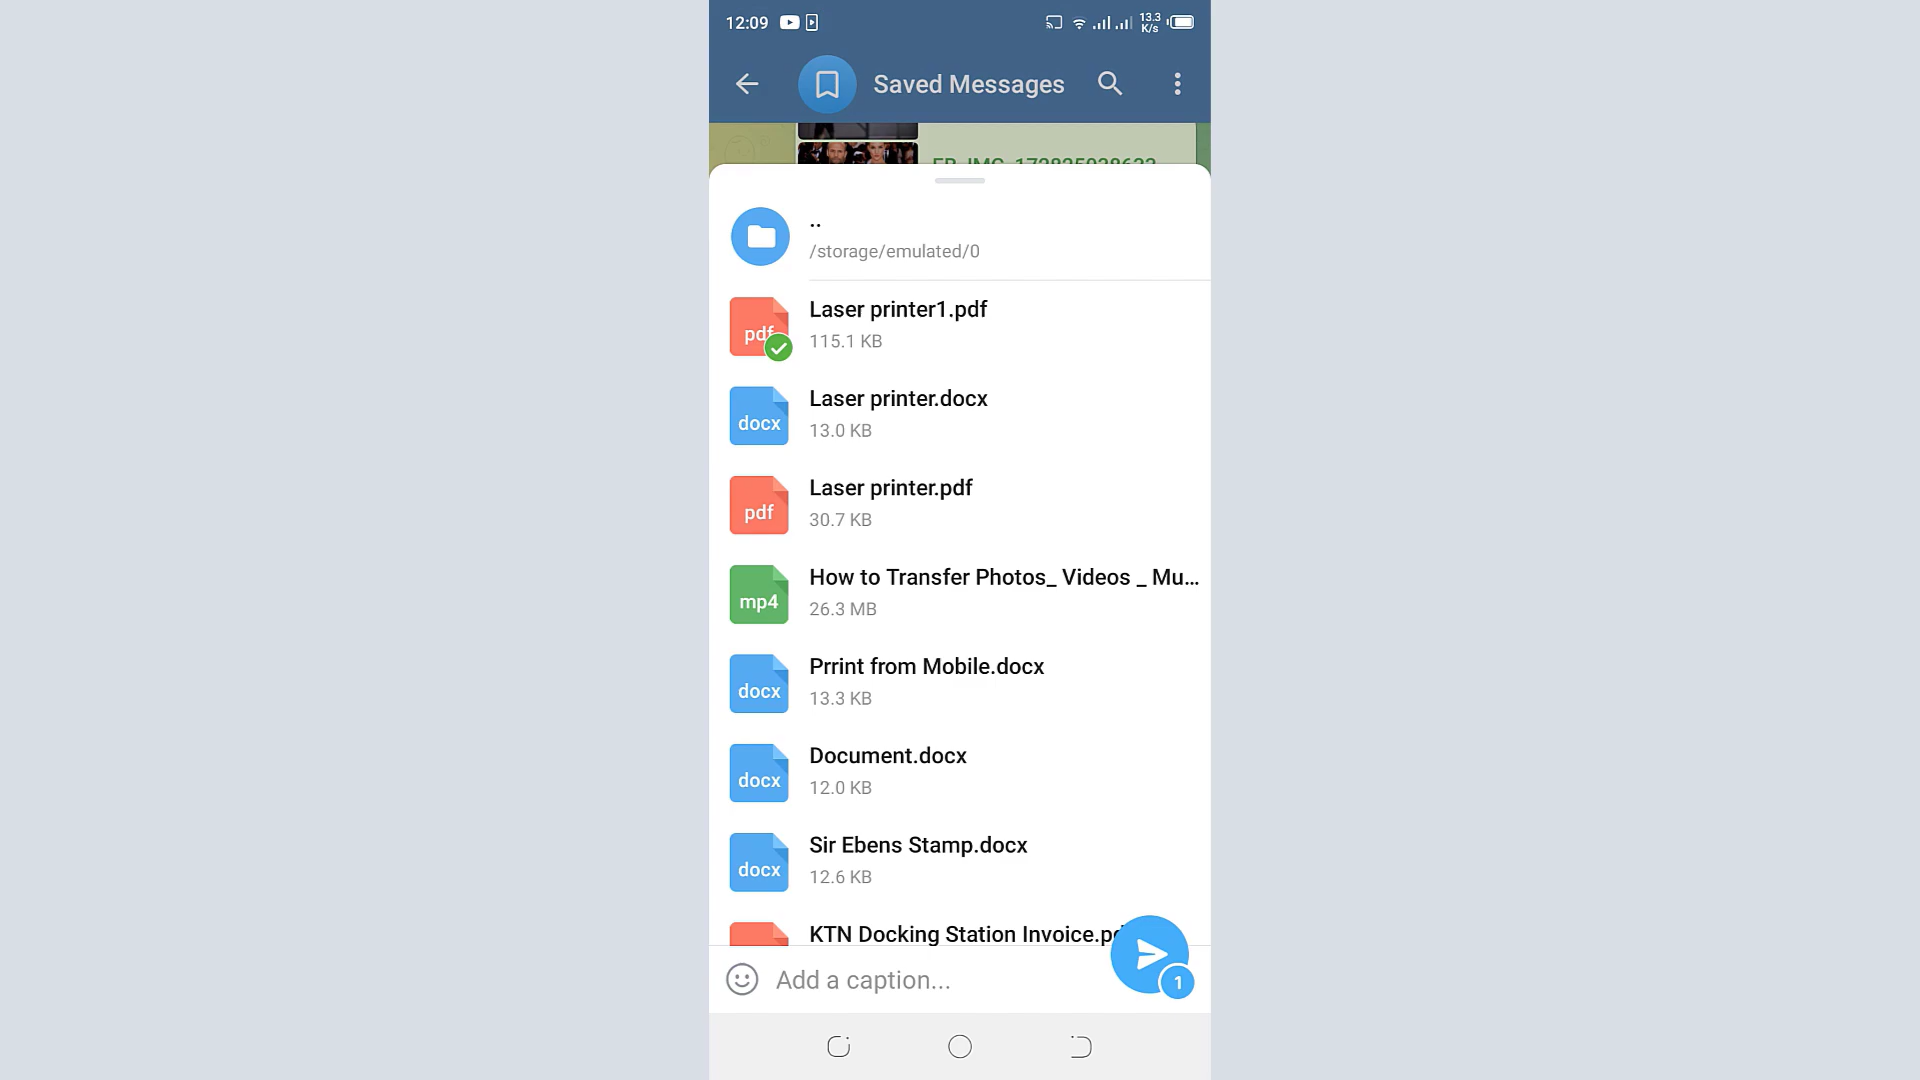 12:09
13.3
K/s
Saved Messages
..
/storage/emulated/0
Laser printer1.pdf
pdf
115.1 KB
Laser printer.docx
docx
13.0 KB
Laser printer.pdf
pdf
30.7 KB
How to Transfer Photos_ Videos _ Mu...
mp4
26.3 MB
Prrint from Mobile.docx
docx
13.3 KB
Document.docx
docx
12.0 KB
Sir Ebens Stamp.docx
docx
12.6 KB
KTN Docking Station
Add a caption...
1